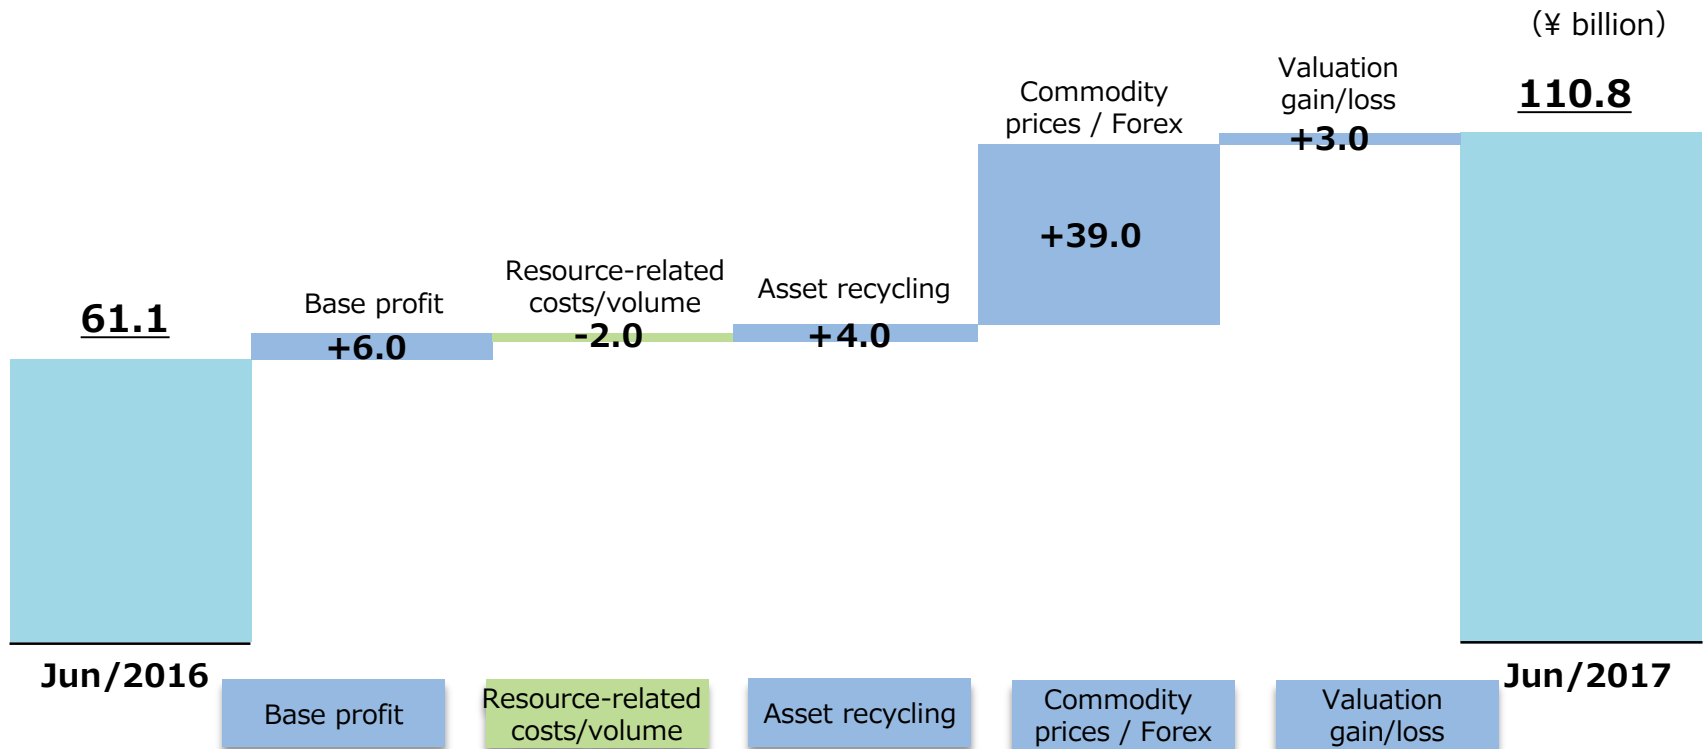 （¥ billion）
61.1
Base profit
+6.0
Resource-related
costs/volume
-2.0
Asset recycling
+4.0
Commodity
prices / Forex
+39.0
Valuation
gain/loss
+3.0
110.8
Jun/2016
Jun/2017
Base profit
Resource-related
costs/volume
Asset recycling
Commodity
prices / Forex
Valuation
gain/loss